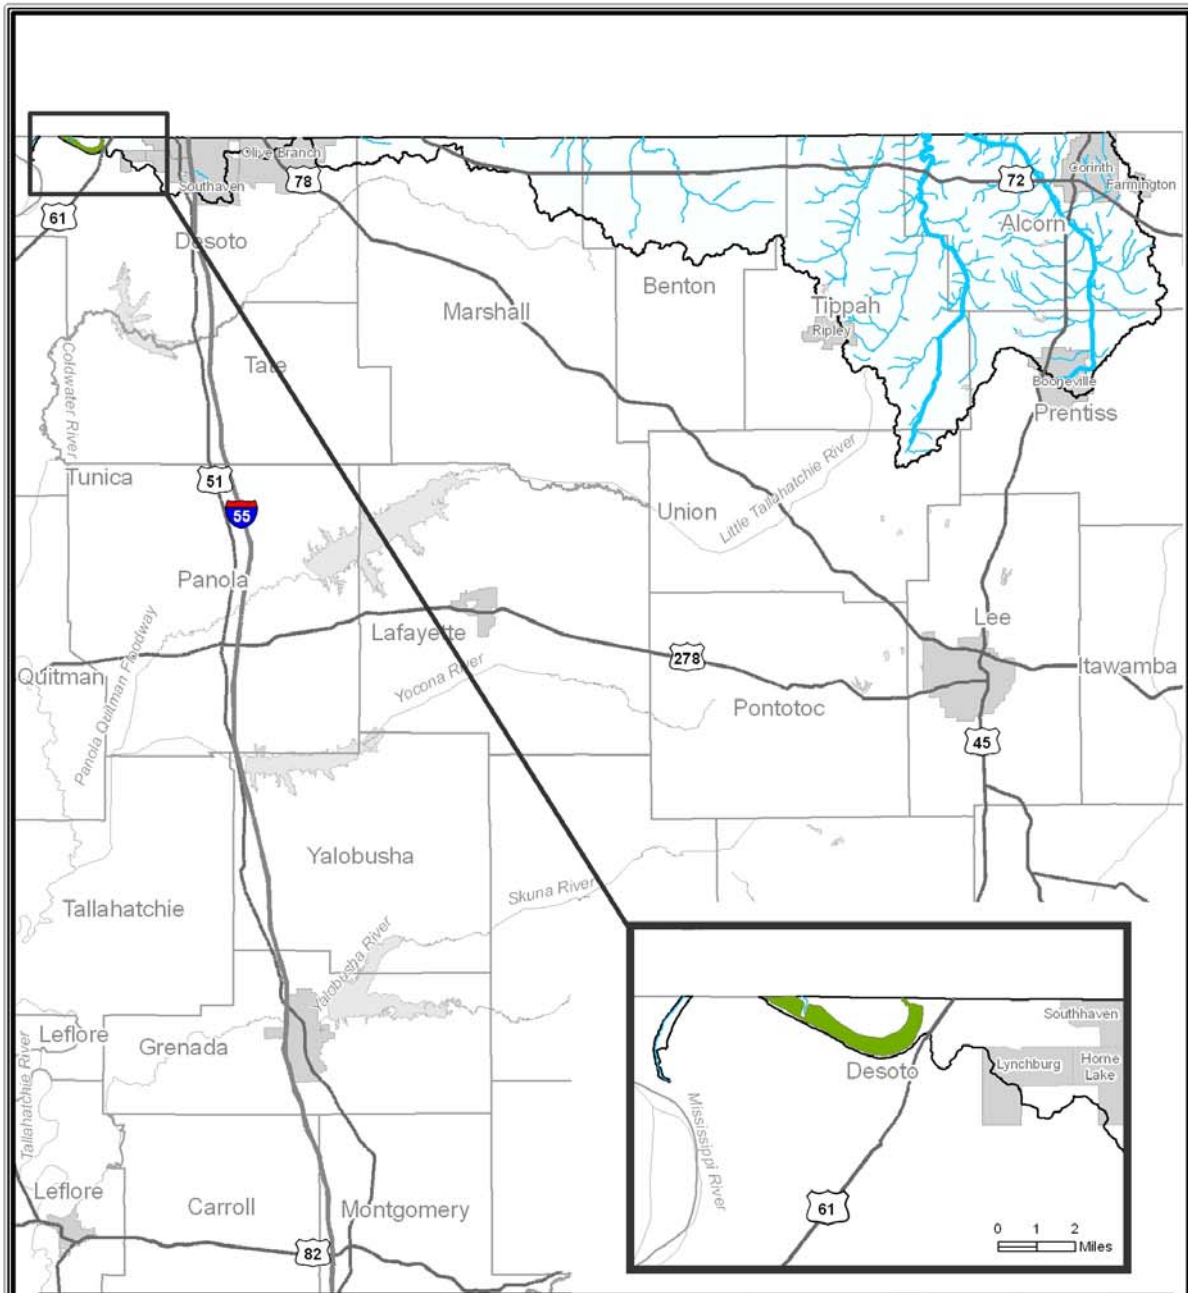 Olive Branch
Southaven
78
72
Corinth
Farmington
61
Desoto
Alcorn
Marshall
Benton
Tippah
Ripley
Coldwater River
Tate
Booneville
Prentiss
Tunica
51
55
Union
Little Tallahatchie River
Panola
Lafayette
Lee
278
Quitman
Panola Quitman Floodway
Yocona River
Itawamba
Pontotoc
45
Yalobusha
Skuna River
Tallahatchie
Yalobusha River
Leflore
Grenada
Tallahatchie River
Leflore
Carroll
Montgomery
82
Southhaven
Lynchburg
Horne
Lake
Desoto
Mississippi River
61
0 1 2
Miles